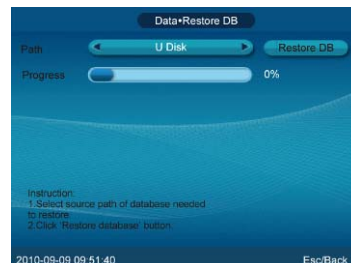 Data•Restore DB
Path U Disk Restore DB
Progress 0%
Instruction:
1.Select source path of database needed
to restore.
2.Click 'Restore database' button.
2010-09-09 09:51:40 Esc/Back